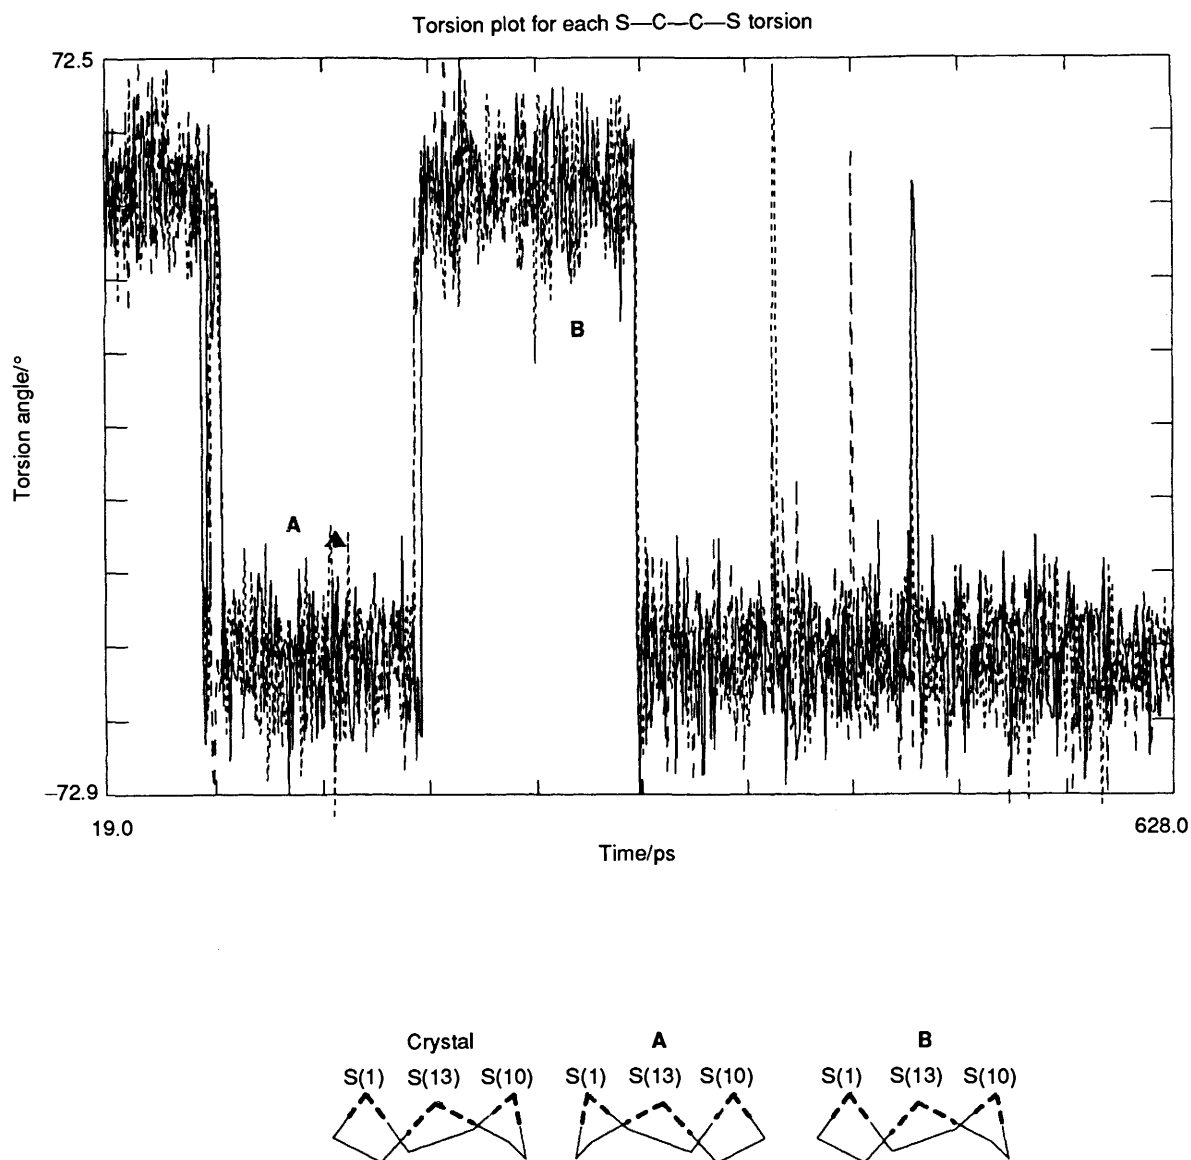 Torsion plot for each S—C—C—S torsion
72.5
Torsion angle/°
B
A
–72.9
19.0
628.0
Time/ps
Crystal A B
S(1) S(13) S(10) S(1) S(13) S(10) S(1) S(13) S(10)